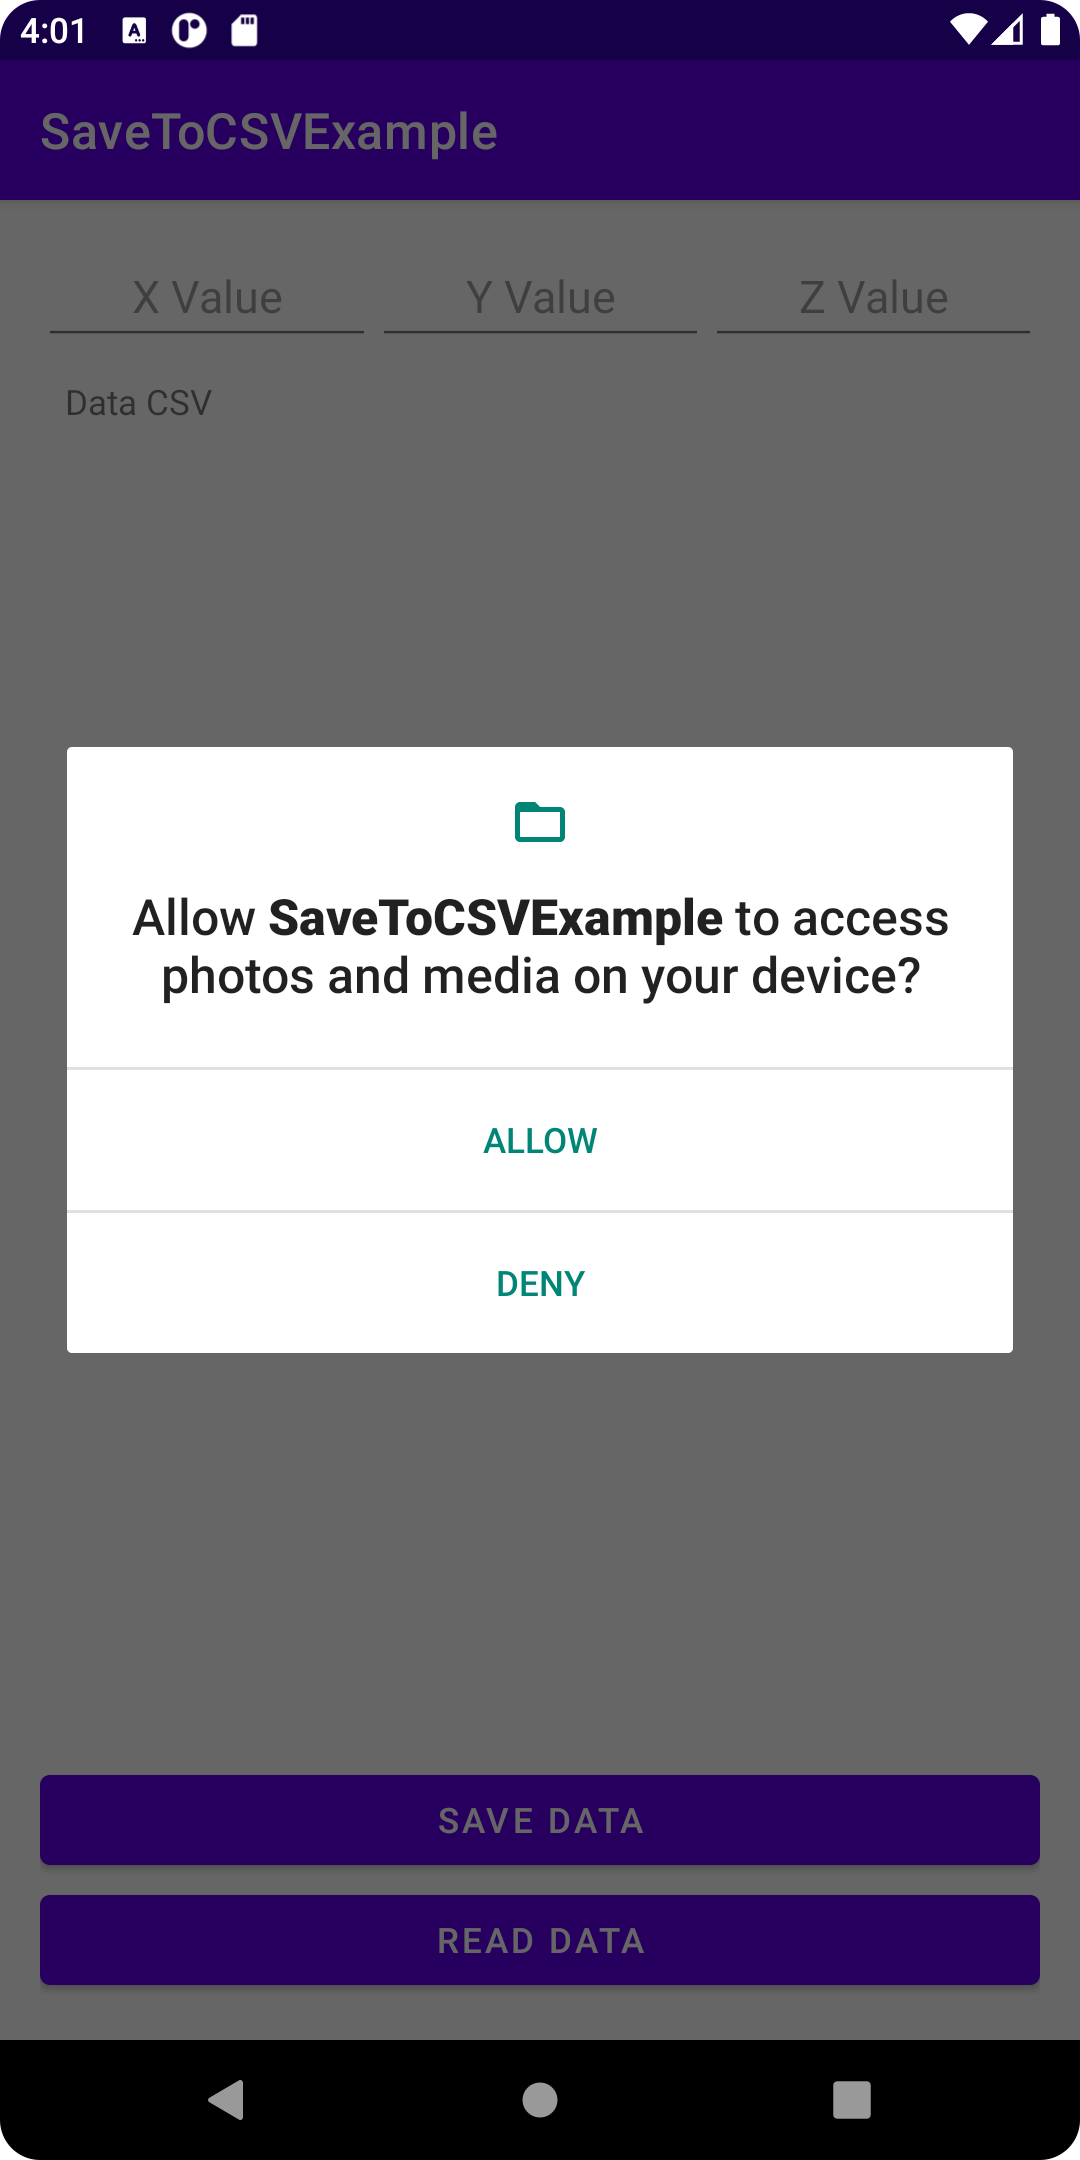 4:01
SaveToCSVExample
X Value Y Value Z Value
Data CSV
Allow SaveToCSVExample to access
photos and media on your device?
ALLOW
DENY
SAVE DATA
READ DATA